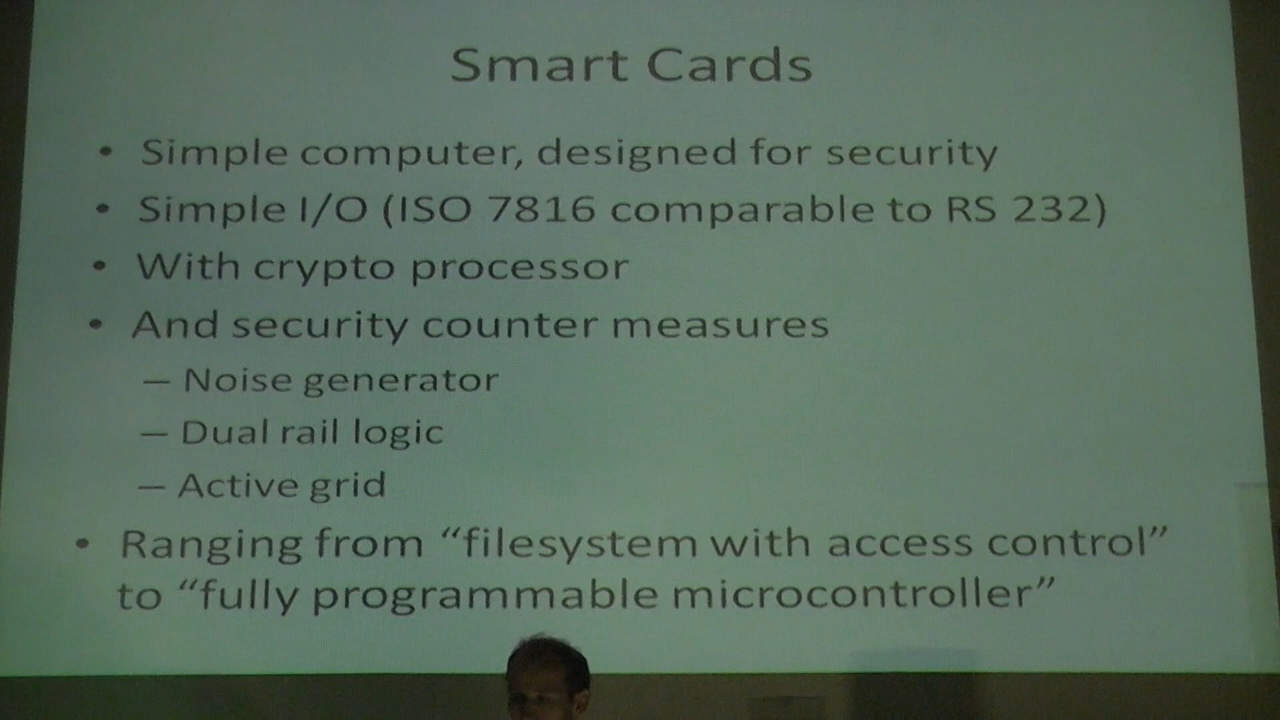 Smart Cards
• Simple computer, designed for security
• Simple I/O (ISO 7816 comparable to RS 232)
• With crypto processor
• And security counter measures
– Noise generator
– Dual rail logic
– Active grid
• Ranging from “filesystem with access control”
to “fully programmable microcontroller”